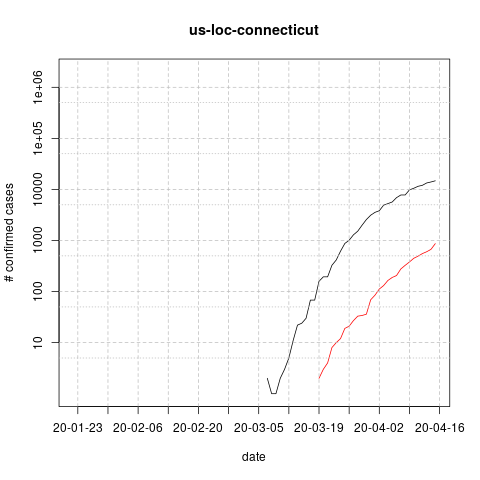 us-loc-connecticut
# confirmed cases
1e+06
1e+05
10000
1000
100
10
20-01-23 20-02-06 20-02-20 20-03-05 20-03-19 20-04-02 20-04-16
date